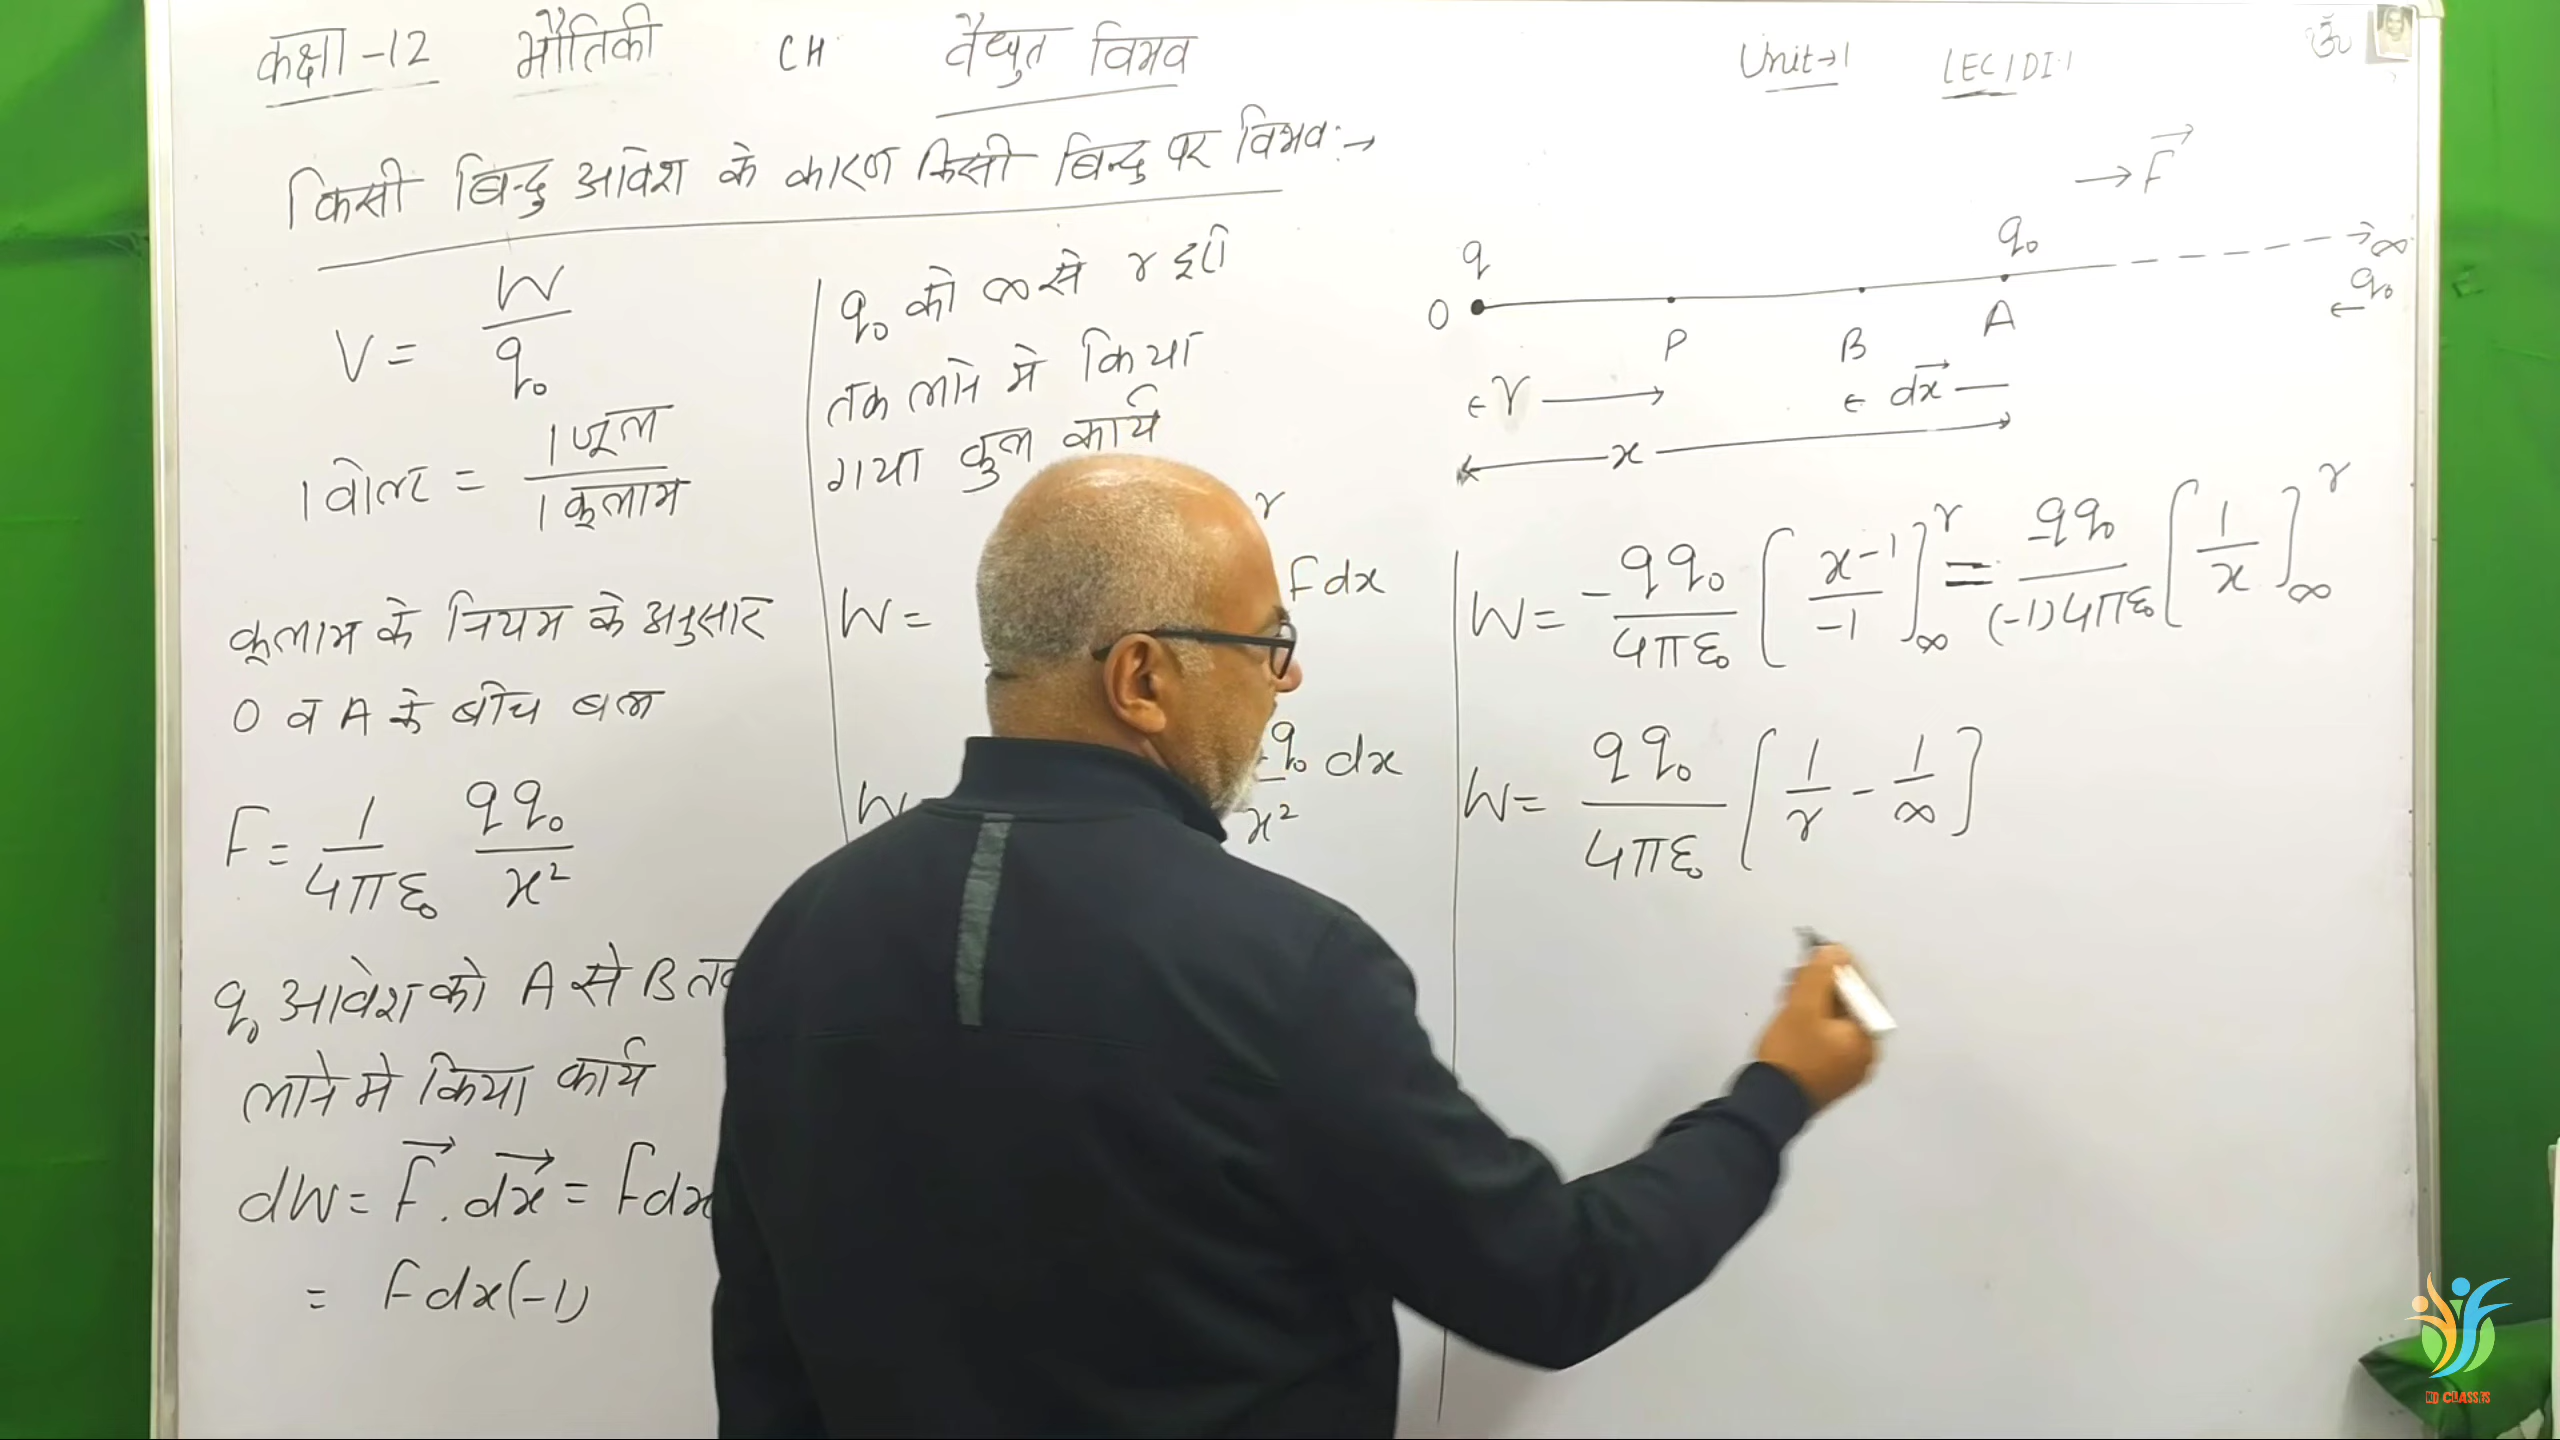 कक्षा-12 भौतिकी CH वैद्युत विभव Unit→1
ॐ
किसी बिन्दु आवेश के कारण किसी बिन्दु पर विभव:→
V = W/q₀
1 वोल्ट = 1 जूल / 1 कूलाम
कूलाम के नियम के अनुसार
O व A के बीच बल
F = 1/4πε₀ qq₀/x²
q₀ आवेश को A से B
लाने मे किया कार्य
dW = F⃗ . dx⃗ = Fdx
= Fdx(-1)
q₀ को ∞ से r दूरी
तक लाने मे किया
गया कुल कार्य
r
W = Fdx
W
q₀ dx
x²
→ F⃗
q q₀ → ∞
O P B A ← q₀
← r → ← dx⃗ —
← x →
W = -qq₀/4πε₀ [x-1/-1]∞^r = -qq₀/(-1)4πε₀ [1/x]∞^r
W = qq₀/4πε₀ [1/r - 1/∞]